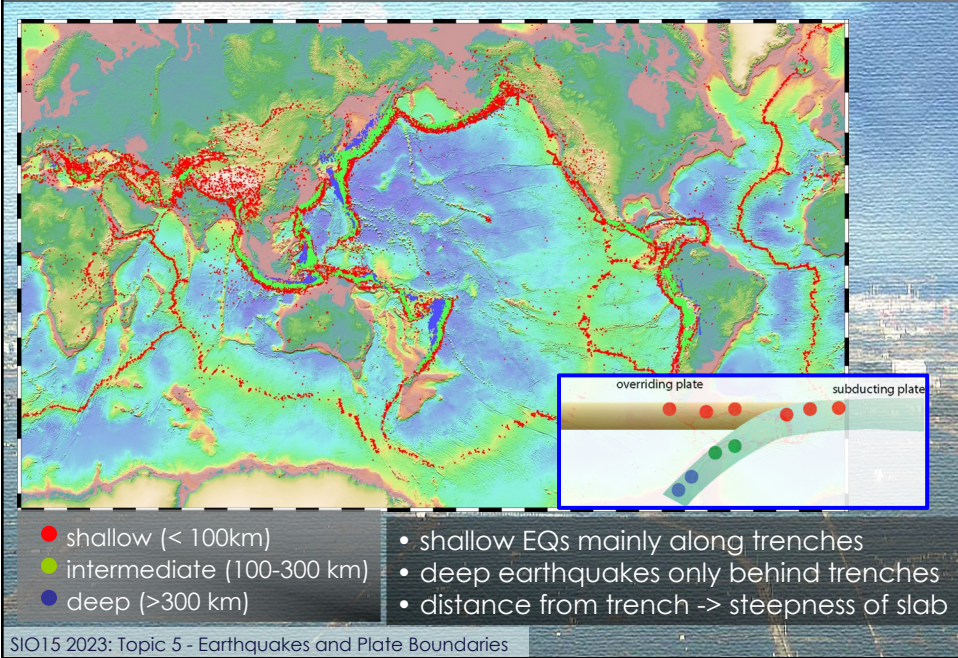 overriding plate
subducting plate
shallow (< 100km)
intermediate (100-300 km)
deep (>300 km)
• shallow EQs mainly along trenches
• deep earthquakes only behind trenches
• distance from trench -> steepness of slab
SIO15 2023: Topic 5 - Earthquakes and Plate Boundaries